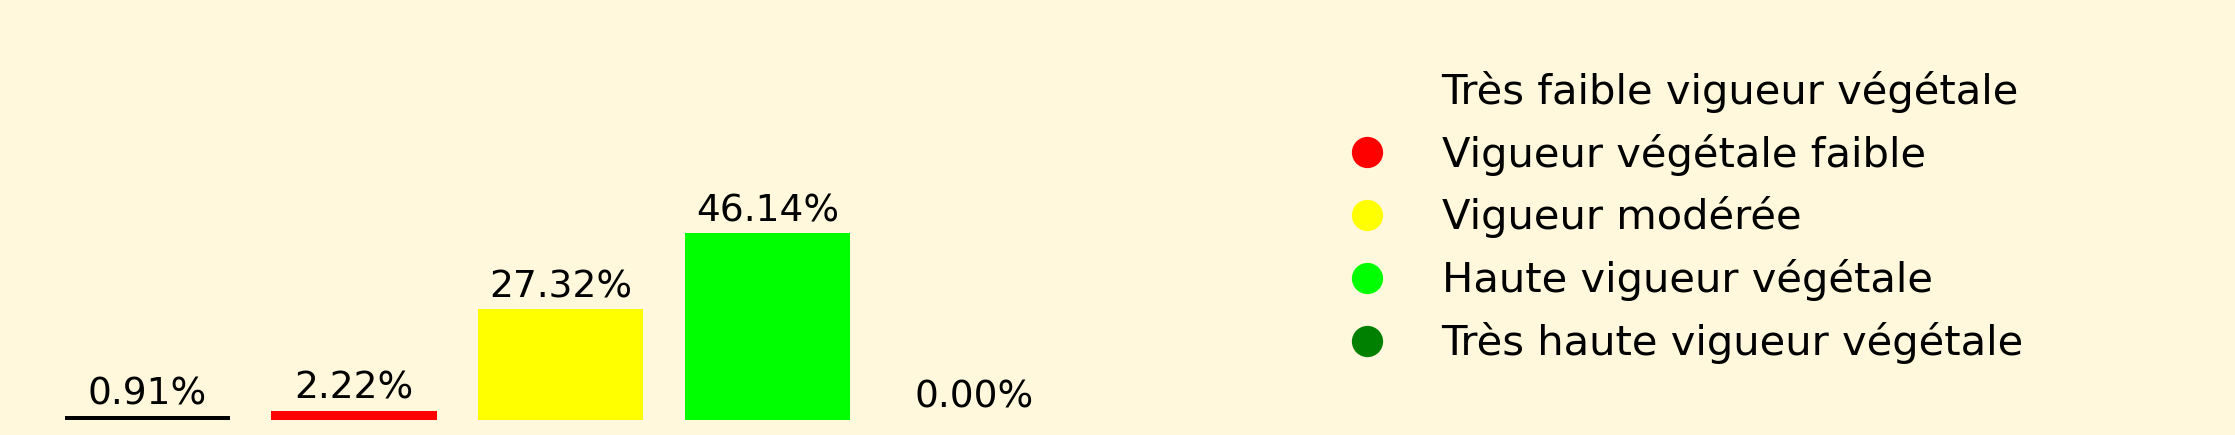 0.91%
2.22%
27.32%
46.14%
0.00%
Très faible vigueur végétale
Vigueur végétale faible
Vigueur modérée
Haute vigueur végétale
Très haute vigueur végétale